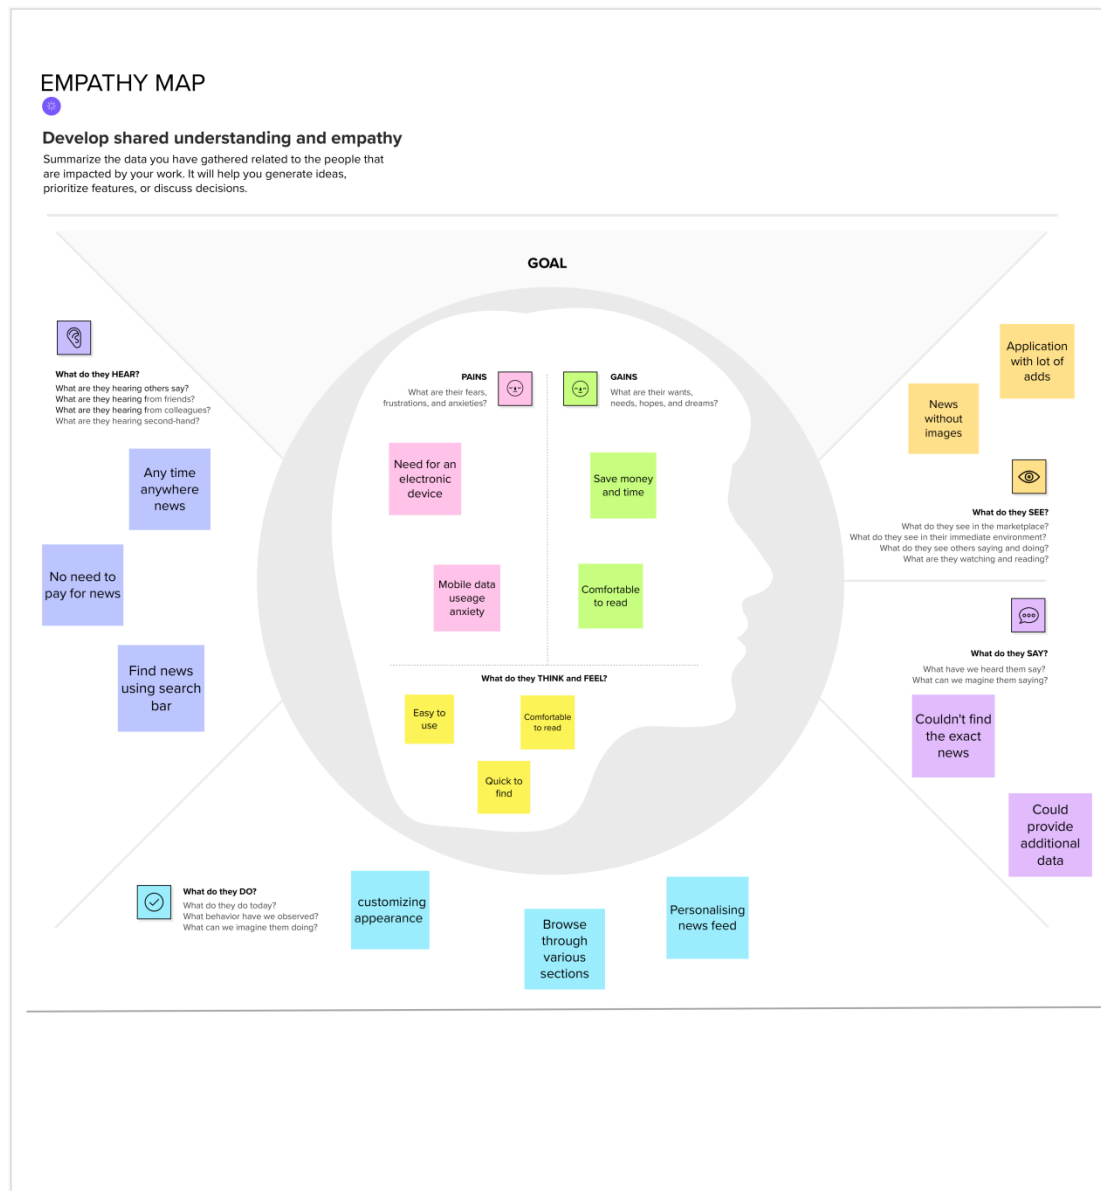 EMPATHY MAP
Develop shared understanding and empathy
Summarize the data you have gathered related to the people that
are impacted by your work. It will help you generate ideas,
prioritize features, or discuss decisions.
GOAL
What do they HEAR?
What are they hearing others say?
What are they hearing from friends?
What are they hearing from colleagues?
What are they hearing second-hand?
Any time
anywhere
news
No need to
pay for news
Find news
using search
bar
PAINS
What are their fears,
frustrations, and anxieties?
Need for an
electronic
device
Mobile data
useage
anxiety
GAINS
What are their wants,
needs, hopes, and dreams?
Save money
and time
Comfortable
to read
What do they THINK and FEEL?
Easy to
use
Comfortable
to read
Quick to
find
Application
with lot of
adds
News
without
images
What do they SEE?
What do they see in the marketplace?
What do they see in their immediate environment?
What do they see others saying and doing?
What are they watching and reading?
What do they SAY?
What have we heard them say?
What can we magine them saying?
Couldn't find
the exact
news
Could
provide
additional
data
What do they DO?
What do they do today?
What behavior have we observed?
What can we imagine them doing?
customizing
appearance
Browse
through
various
sections
Personalising
news feed